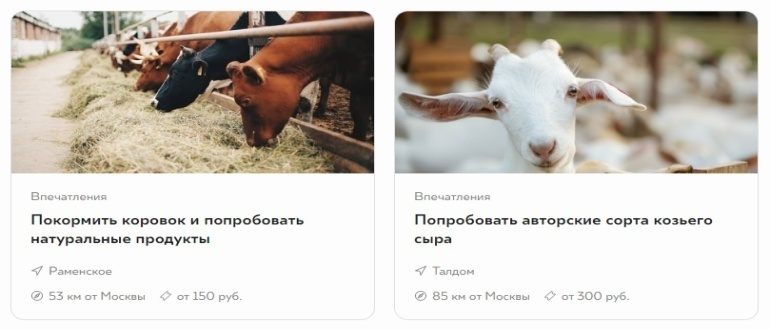 Впечатления
Покормить коровок и попробовать
натуральные продукты
Раменское
53 км от Москвы от 150 руб.
Впечатления
Попробовать авторские сорта козьего
сыра
Талдом
85 км от Москвы от 300 руб.